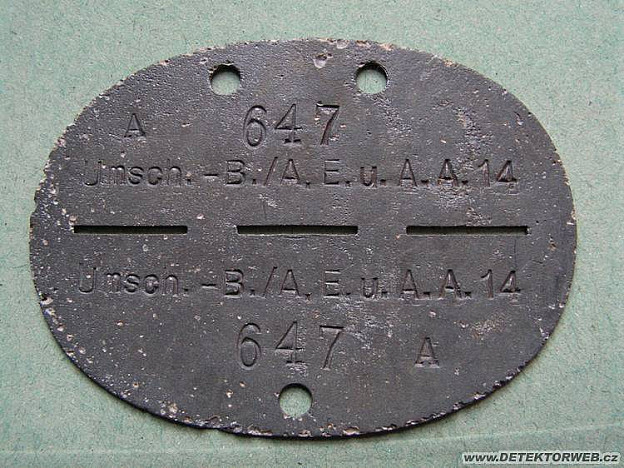 A 647
Umsch.-B./A.E.u.A.A.14
Umsch.-B./A.E.u.A.A.14
647 A
www.DETEKTORWEB.cz